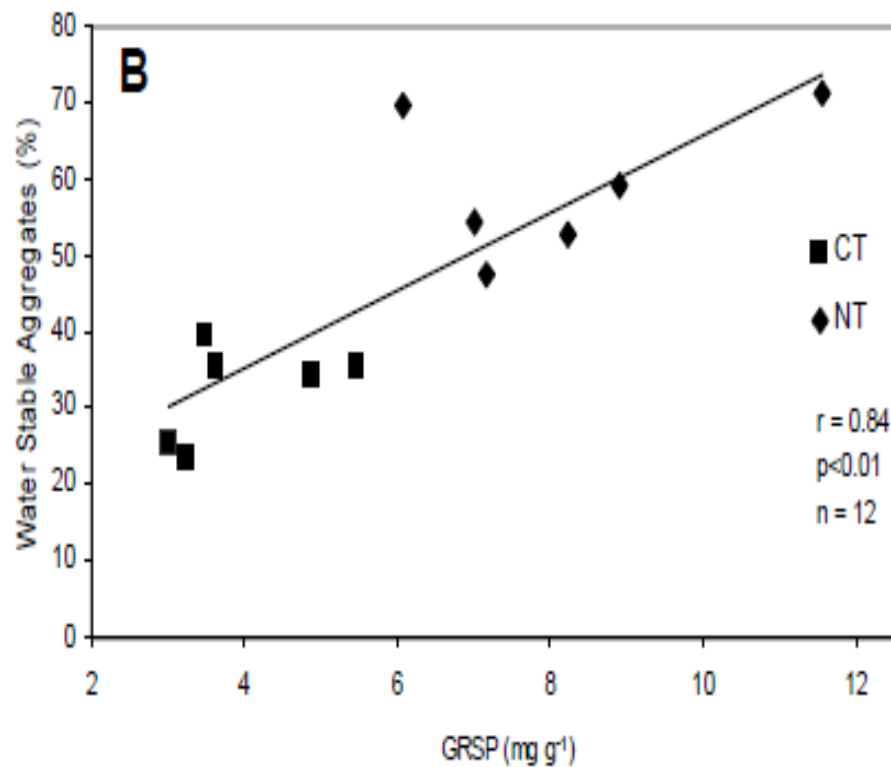 B
Water Stable Aggregates (%)
80
70
60
50
40
30
20
10
0
2 4 6 8 10 12
GRSP (mg g⁻¹)
CT
NT
r = 0.84
p<0.01
n = 12